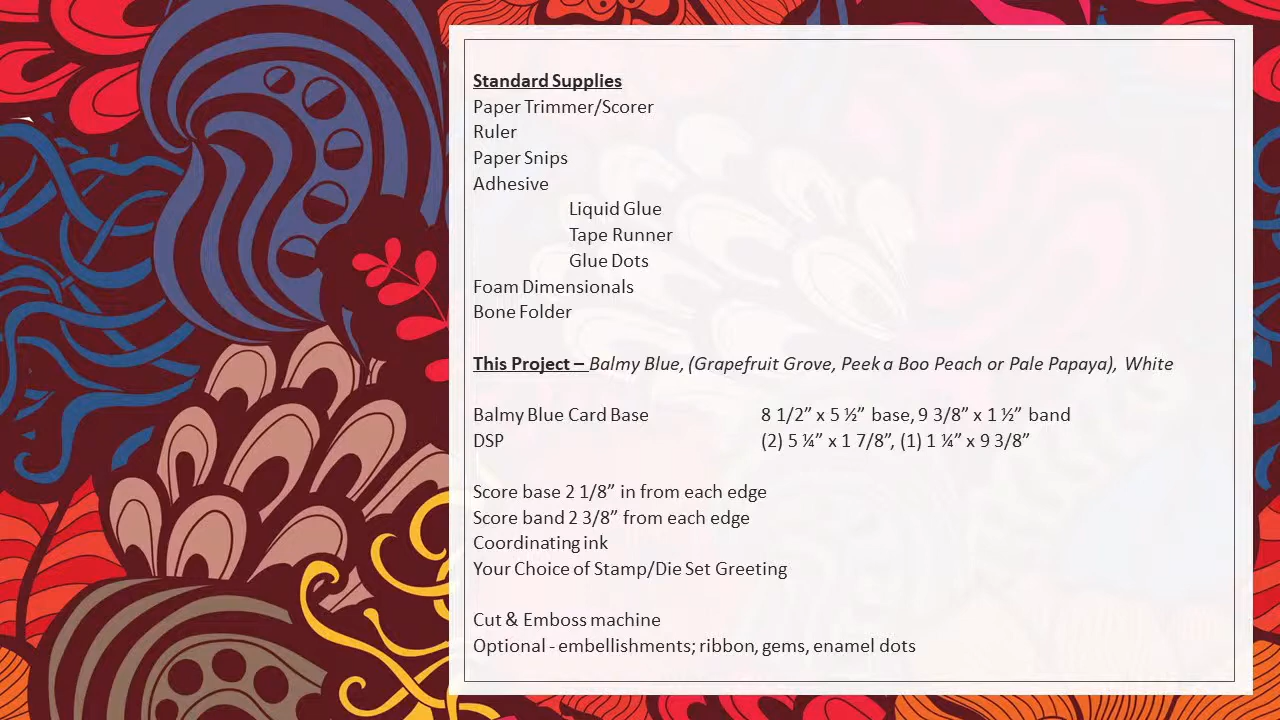 Standard Supplies
Paper Trimmer/Scorer
Ruler
Paper Snips
Adhesive
Liquid Glue
Tape Runner
Glue Dots
Foam Dimensionals
Bone Folder
This Project – Balmy Blue, (Grapefruit Grove, Peek a Boo Peach or Pale Papaya), White
Balmy Blue Card Base 8 1/2” x 5 ½” base, 9 3/8” x 1 ½” band
DSP (2) 5 ¼” x 1 7/8”, (1) 1 ¼” x 9 3/8”
Score base 2 1/8” in from each edge
Score band 2 3/8” from each edge
Coordinating ink
Your Choice of Stamp/Die Set Greeting
Cut & Emboss machine
Optional - embellishments; ribbon, gems, enamel dots